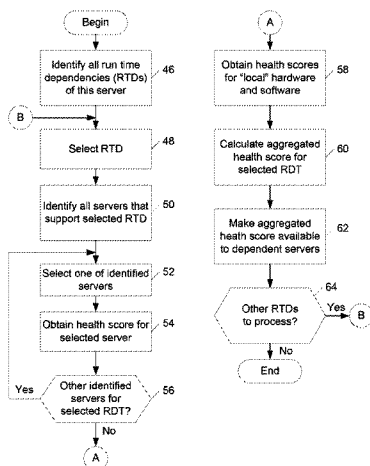 Begin
Identify all run time
dependencies (RTDs)
of this server
46
B
Select RTD
48
Identify all servers that
support selected RTD
50
Select one of identified
servers
52
Obtain health score for
selected server
54
Yes
Other identified
servers for
selected RDT?
56
No
A
A
Obtain health scores
for "local" hardware
and software
58
Calculate aggregated
health score for
selected RDT
60
Make aggregated
heath score available
to dependent servers
62
64
Other RTDs
to process?
Yes
B
No
End